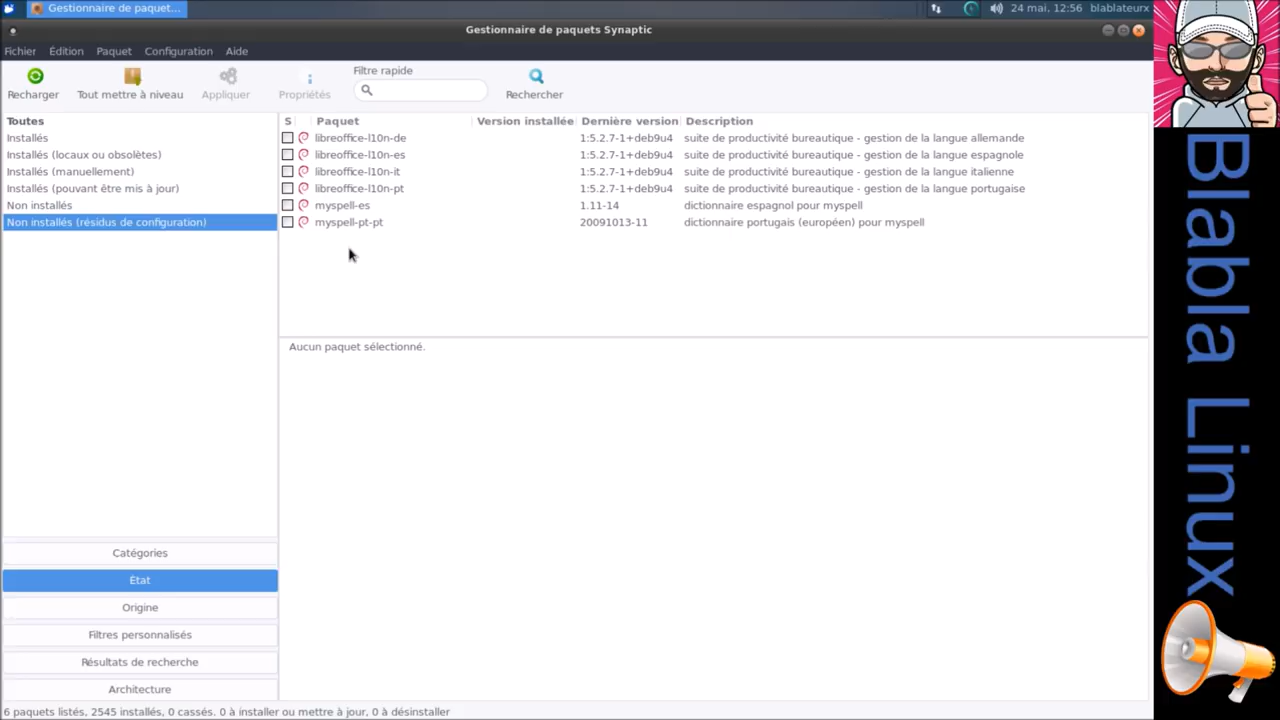 Gestionnaire de paquet...
24 mai, 12:56
blablateurx
Gestionnaire de paquets Synaptic
Fichier Édition Paquet Configuration Aide
Recharger
Tout mettre à niveau
Appliquer
Propriétés
Filtre rapide
Rechercher
Toutes
Installés
Installés (locaux ou obsolètes)
Installés (manuellement)
Installés (pouvant être mis à jour)
Non installés
Non installés (résidus de configuration)
S Paquet Version installée Dernière version Description
libreoffice-l10n-de 1:5.2.7-1+deb9u4 suite de productivité bureautique - gestion de la langue allemande
libreoffice-l10n-es 1:5.2.7-1+deb9u4 suite de productivité bureautique - gestion de la langue espagnole
libreoffice-l10n-it 1:5.2.7-1+deb9u4 suite de productivité bureautique - gestion de la langue italienne
libreoffice-l10n-pt 1:5.2.7-1+deb9u4 suite de productivité bureautique - gestion de la langue portugaise
myspell-es 1.11-14 dictionnaire espagnol pour myspell
myspell-pt-pt 20091013-11 dictionnaire portugais (européen) pour myspell
Aucun paquet sélectionné.
Catégories
État
Origine
Filtres personnalisés
Résultats de recherche
Architecture
6 paquets listés, 2545 installés, 0 cassés. 0 à installer ou mettre à jour, 0 à désinstaller
Blabla Linux